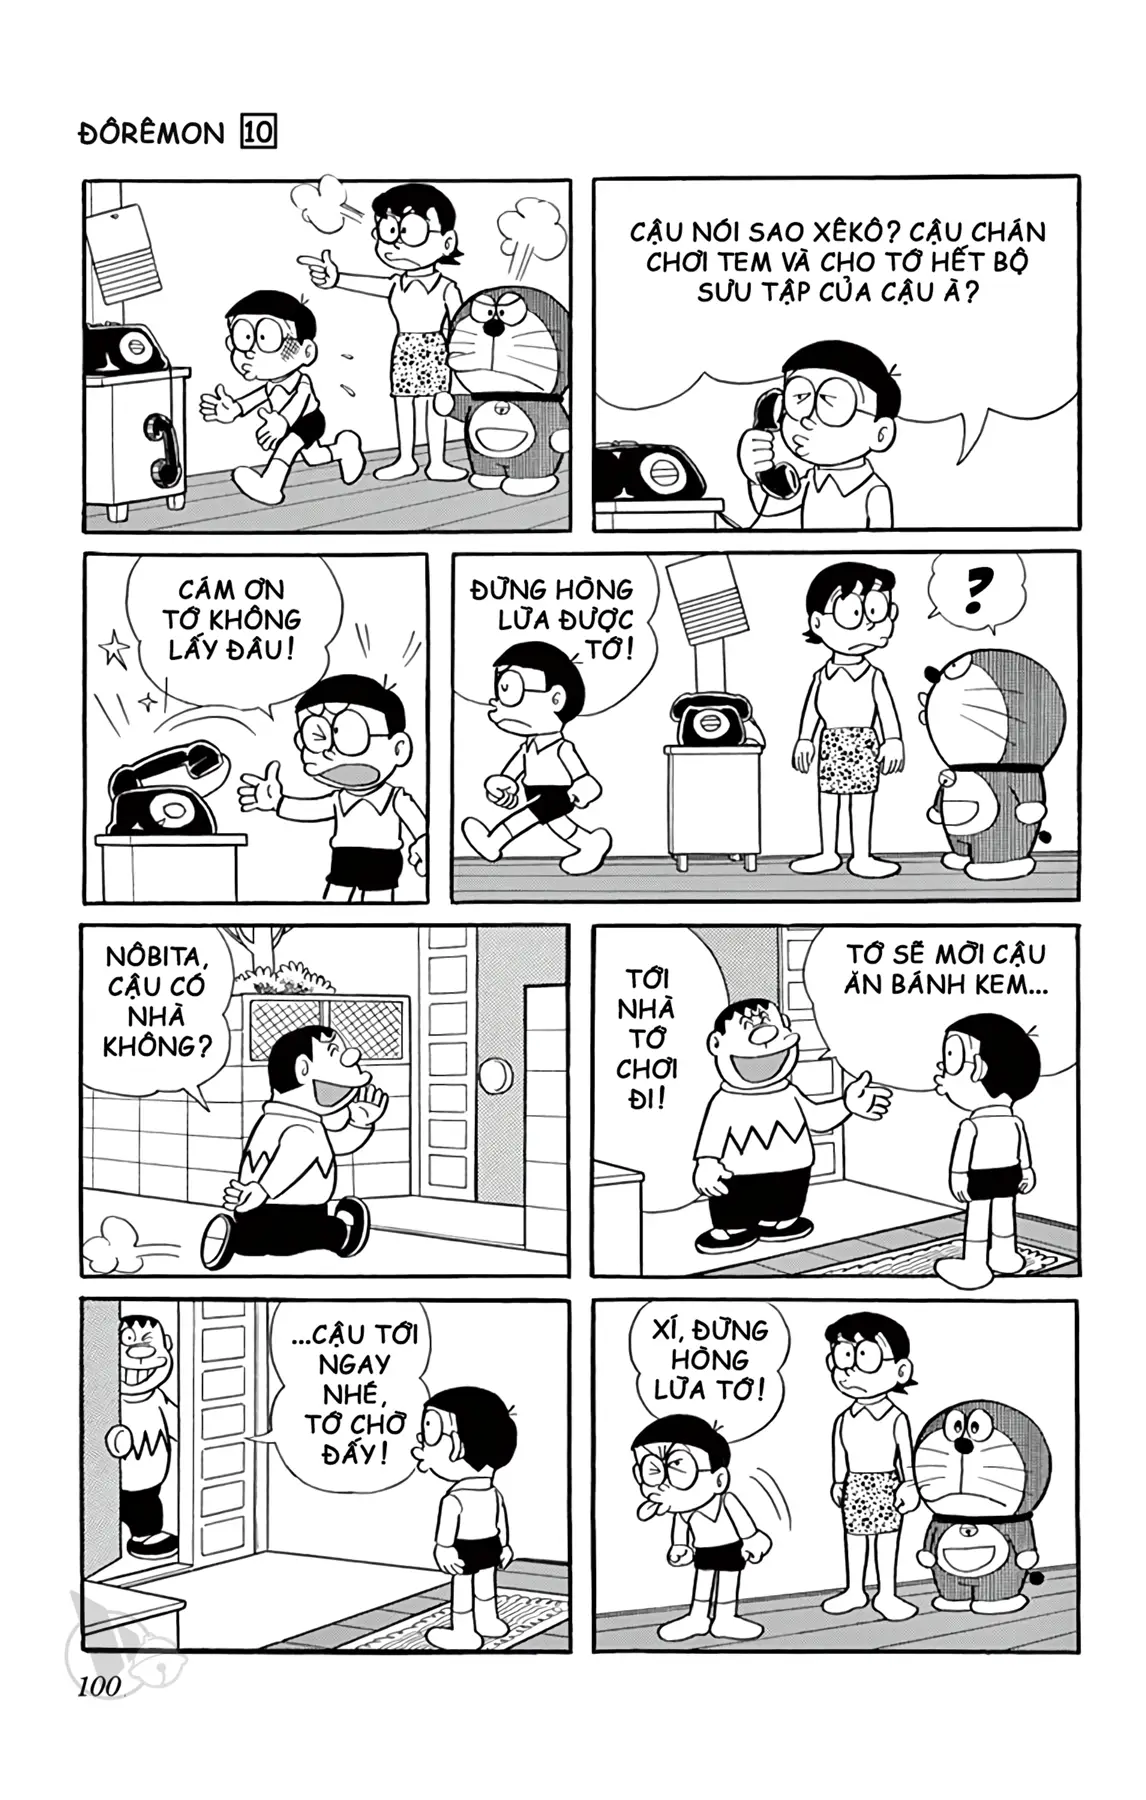 ĐÔRÊMON 10
CẬU NÓI SAO XÊKÔ? CẬU CHÁN
CHƠI TEM VÀ CHO TỚ HẾT BỘ
SƯU TẬP CỦA CẬU À?
CÁM ƠN
TỚ KHÔNG
LẤY ĐÂU!
ĐỪNG HÒNG
LỪA ĐƯỢC
TỚ!
?
NÔBITA,
CẬU CÓ
NHÀ
KHÔNG?
TỚI
NHÀ
TỚ
CHƠI
ĐI!
TỚ SẼ MỜI CẬU
ĂN BÁNH KEM...
...CẬU TỚI
NGAY
NHÉ,
TỚ CHỜ
ĐẤY!
XÍ, ĐỪNG
HÒNG
LỪA TỚ!
100